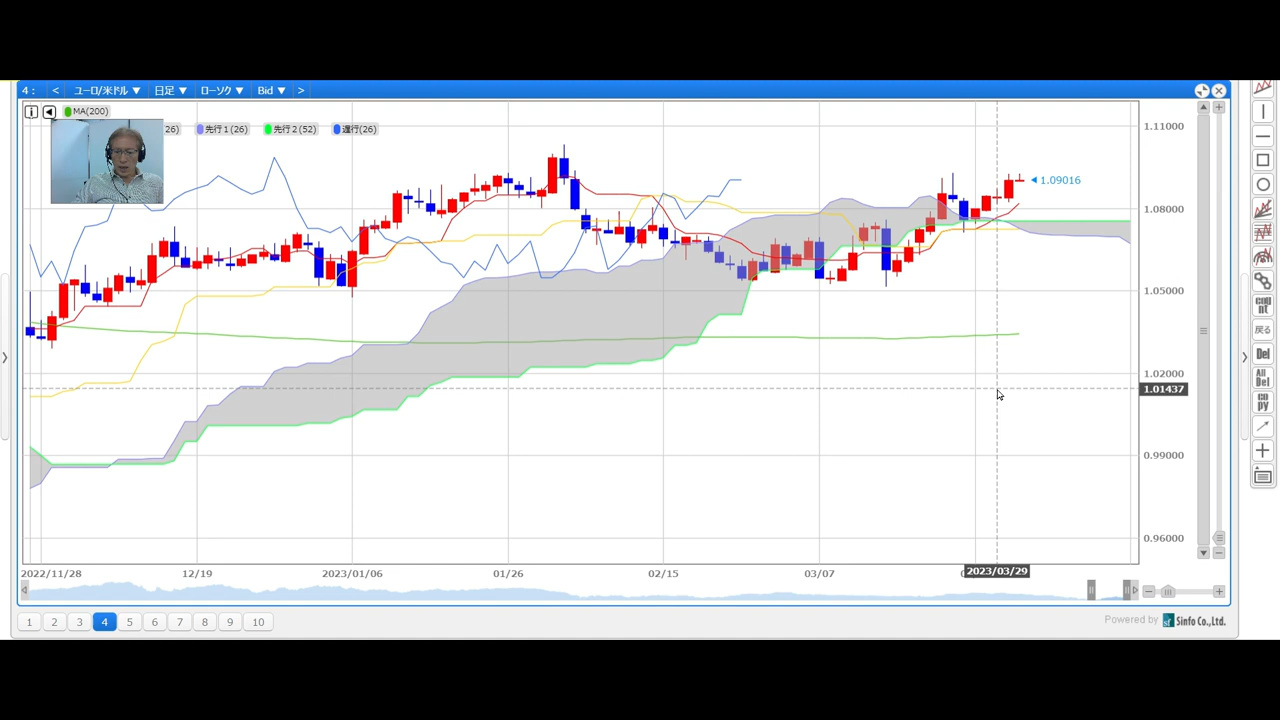 4 : < ユーロ/米ドル ▼ 日足 ▼ ローソク ▼ Bid ▼ >
i ◀ MA(200)
26) 先行1(26) 先行2(52) 遅行(26)
1.11000
1.09016
1.08000
1.05000
1.02000
1.01437
0.99000
0.96000
2022/11/28 12/19 2023/01/06 01/26 02/15 03/07 2023/03/29
1 2 3 4 5 6 7 8 9 10
Powered by Sinfo Co.,Ltd.
count
戻る
Del
All Del
copy